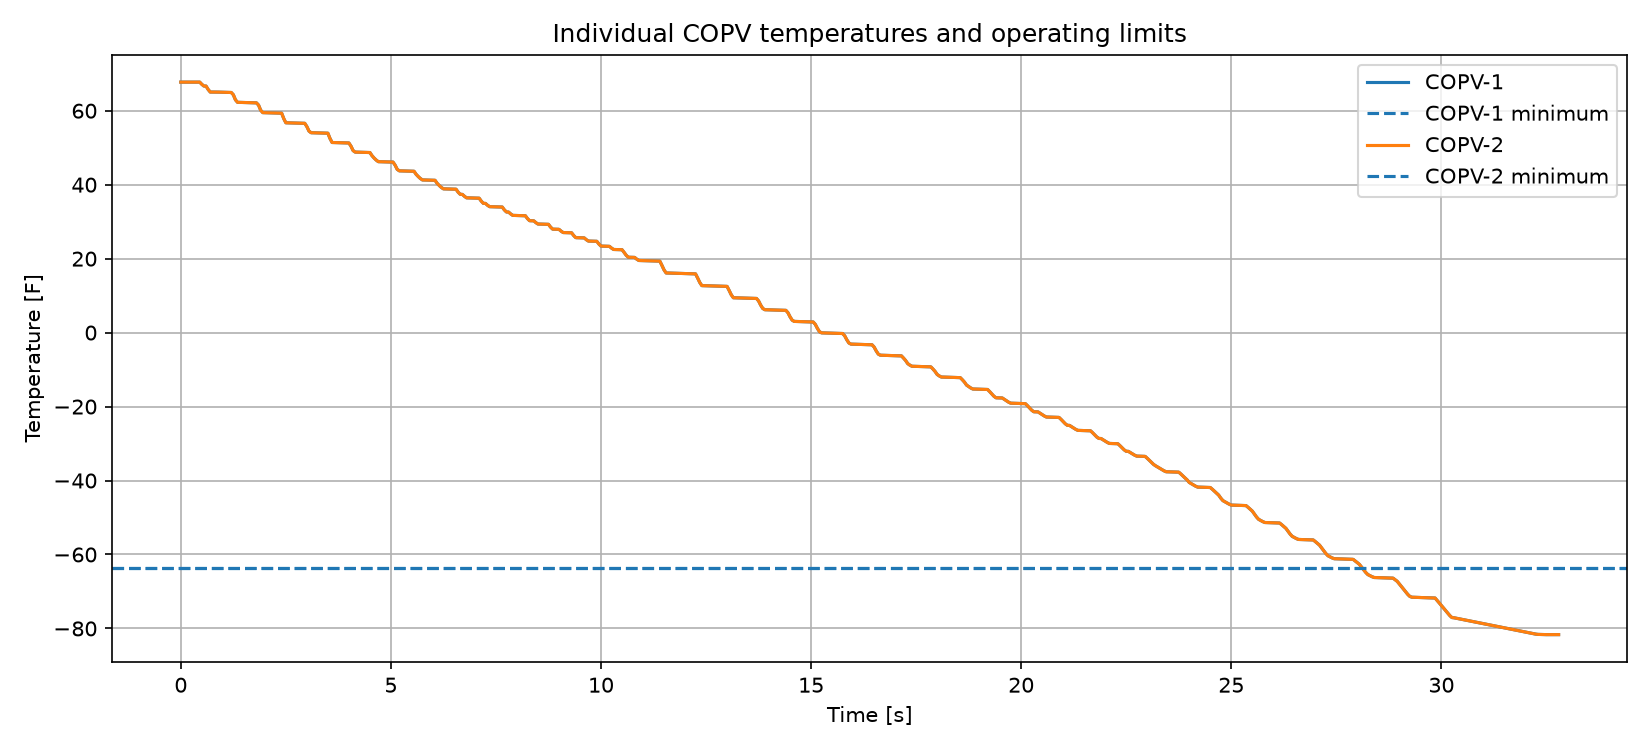 Individual COPV temperatures and operating limits
COPV-1
COPV-1 minimum
COPV-2
COPV-2 minimum
60
40
20
0
−20
−40
−60
−80
Temperature [F]
0 5 10 15 20 25 30
Time [s]